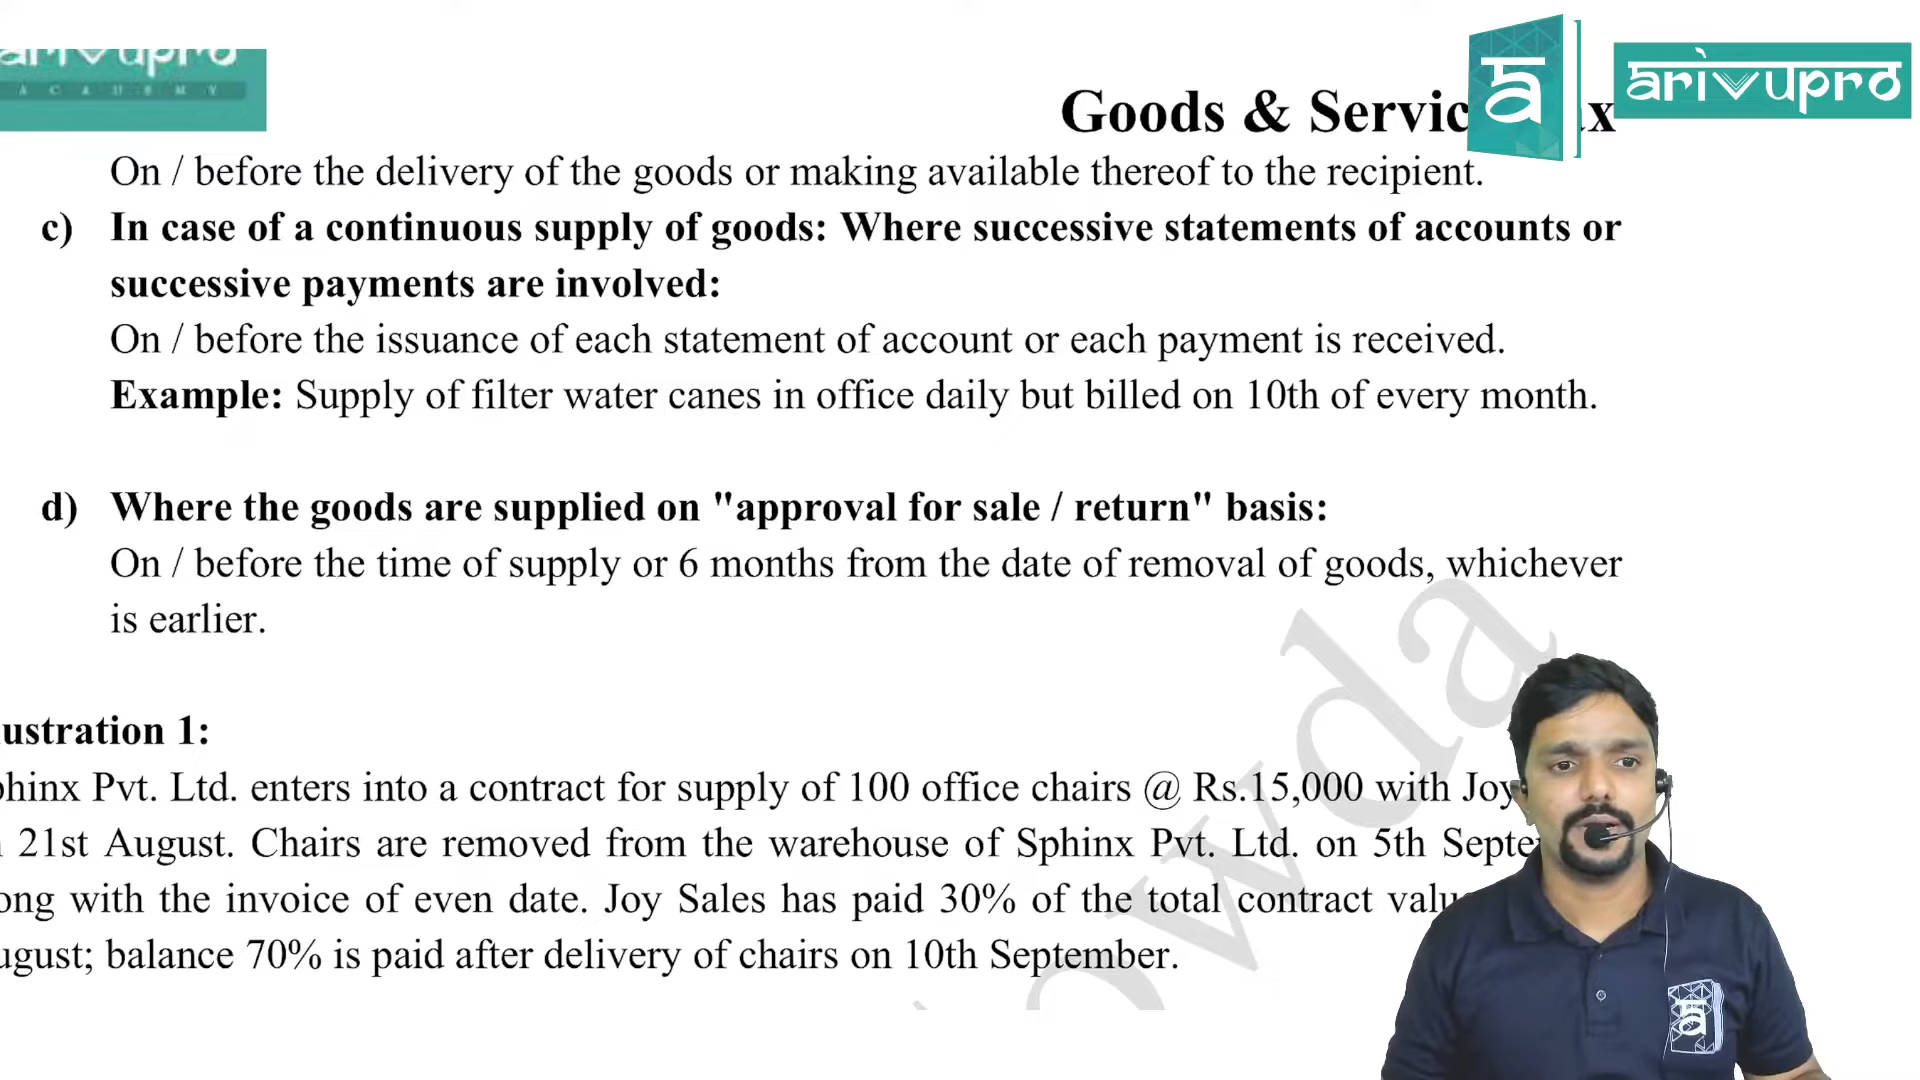 arivupro
ACADEMY
arivupro
Goods & Servic x
On / before the delivery of the goods or making available thereof to the recipient.
c) In case of a continuous supply of goods: Where successive statements of accounts or
successive payments are involved:
On / before the issuance of each statement of account or each payment is received.
Example: Supply of filter water canes in office daily but billed on 10th of every month.
d) Where the goods are supplied on "approval for sale / return" basis:
On / before the time of supply or 6 months from the date of removal of goods, whichever
is earlier.
lustration 1:
phinx Pvt. Ltd. enters into a contract for supply of 100 office chairs @ Rs.15,000 with Joy
21st August. Chairs are removed from the warehouse of Sphinx Pvt. Ltd. on 5th Septe
ong with the invoice of even date. Joy Sales has paid 30% of the total contract valu
ugust; balance 70% is paid after delivery of chairs on 10th September.
owda